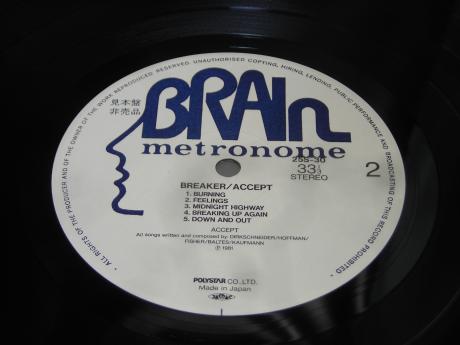 ALL RIGHTS OF THE PRODUCER AND OF THE OWNER OF THE WORK REPRODUCED RESERVED. UNAUTHORISED COPYING, HIRING, LENDING, PUBLIC PERFORMANCE AND BROADCASTING OF THIS RECORD PROHIBITED
見本盤
非売品
BRAIn
metronome
25S-30
33⅓
STEREO
2
BREAKER/ACCEPT
1. BURNING
2. FEELINGS
3. MIDNIGHT HIGHWAY
4. BREAKING UP AGAIN
5. DOWN AND OUT
ACCEPT
All songs written and composed by DIRKSCHNEIDER/HOFFMAN/
FISHER/BALTES/KAUFMANN
Ⓟ 1981
POLYSTAR CO., LTD.
Made in Japan